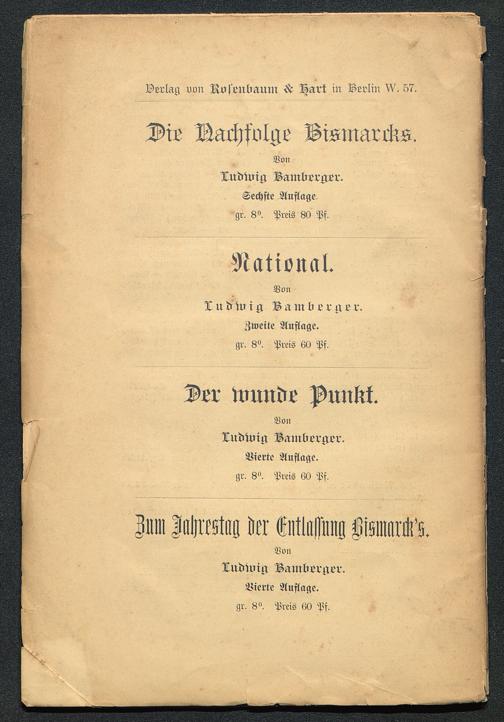 Verlag von Rosenbaum & Hart in Berlin W. 57.
Die Nachfolge Bismarcks.
Von
Ludwig Bamberger.
Sechste Auflage
gr. 8⁰. Preis 80 Pf.
National.
Von
Ludwig Bamberger.
Zweite Auflage.
gr. 8⁰. Preis 60 Pf.
Der wunde Punkt.
Von
Ludwig Bamberger.
Vierte Auflage.
gr. 8⁰. Preis 60 Pf.
Zum Jahrestag der Entlassung Bismarck's.
Von
Ludwig Bamberger.
Vierte Auflage.
gr. 8⁰. Preis 60 Pf.